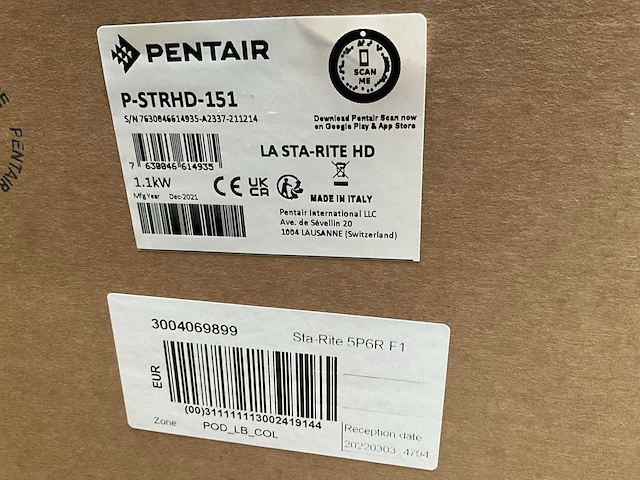 PENTAIR
P-STRHD-151
S/N 7630046614935-A2337-211214
SCAN
ME
Download Pentair Scan now
on Google Play & App Store
7 630046 614935
LA STA-RITE HD
1.1kW
CE UK CA
MADE IN ITALY
Mfg Year Dec-2021
Pentair International LLC
Ave. de Sévelin 20
1004 LAUSANNE (Switzerland)
PENTAIR
3004069899
Sta-Rite 5P6R F1
EUR
(00)311111113002419144
Zone:
POD_LB_COL
Reception date
20220303 4794